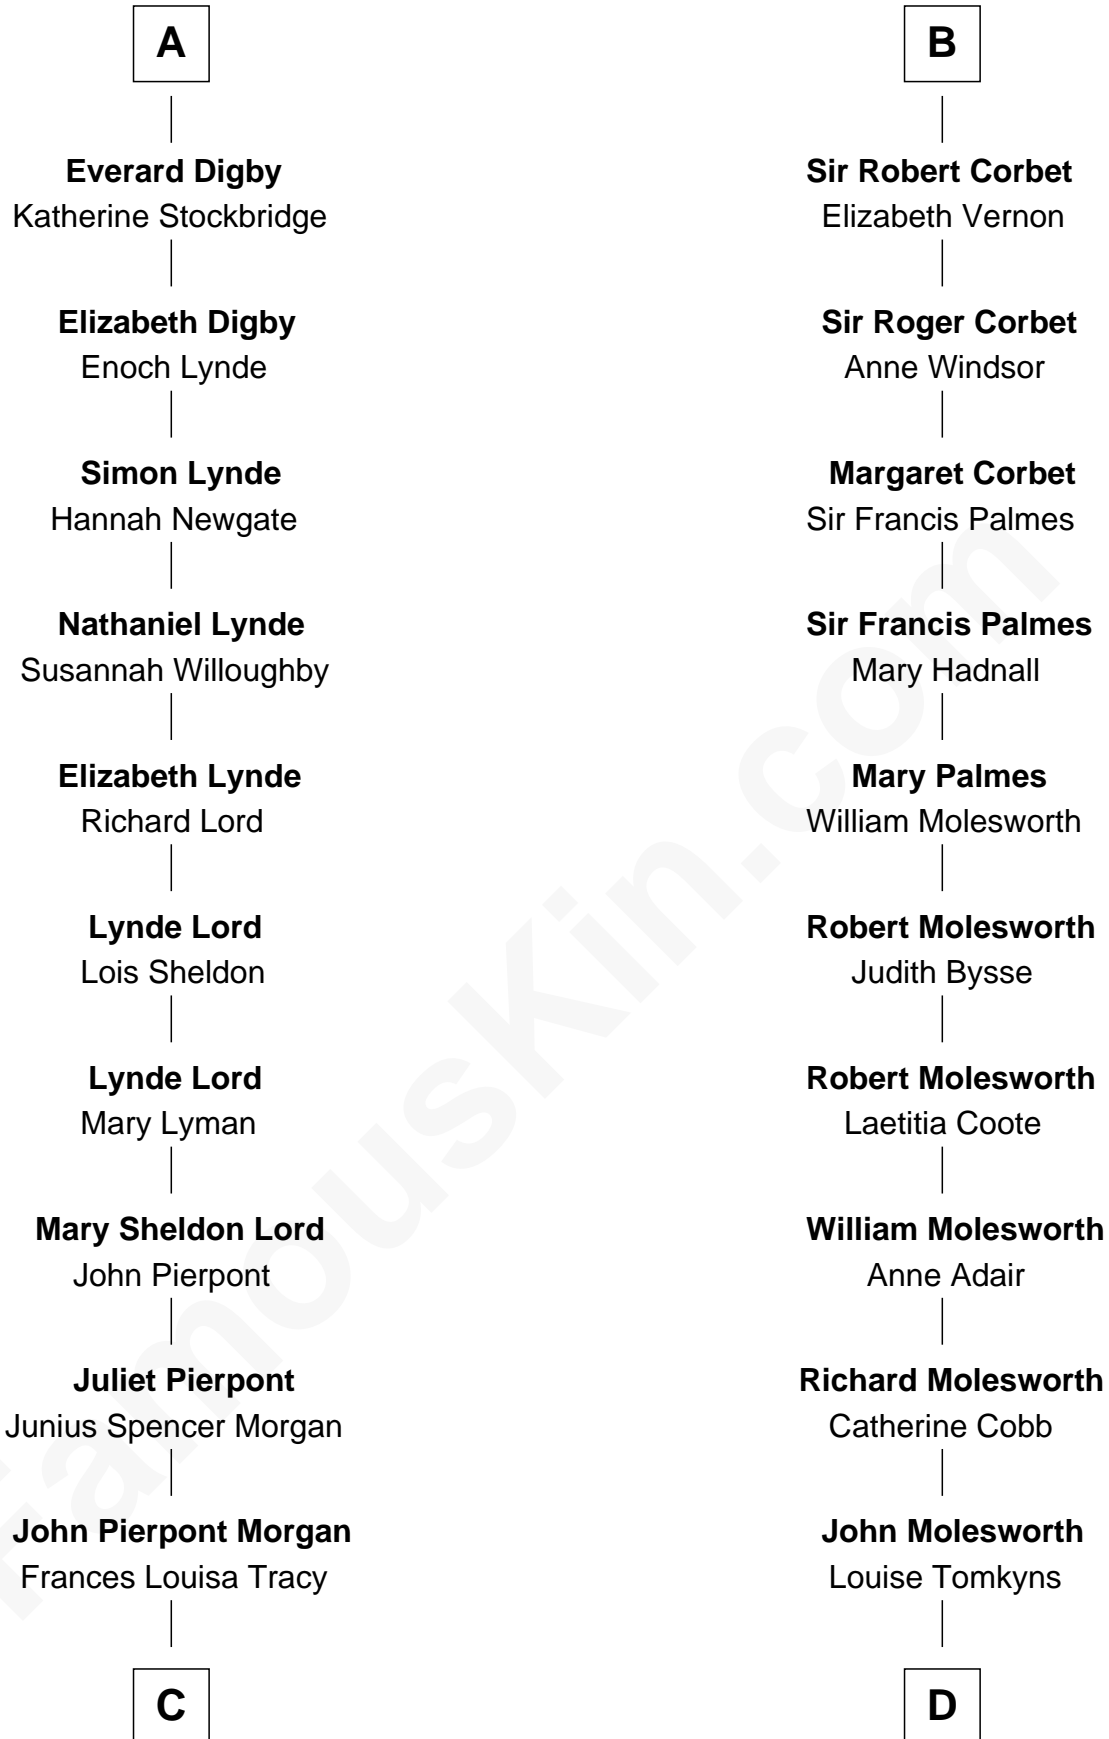 A
Everard Digby
Katherine Stockbridge
Elizabeth Digby
Enoch Lynde
Simon Lynde
Hannah Newgate
Nathaniel Lynde
Susannah Willoughby
Elizabeth Lynde
Richard Lord
Lynde Lord
Lois Sheldon
Lynde Lord
Mary Lyman
Mary Sheldon Lord
John Pierpont
Juliet Pierpont
Junius Spencer Morgan
John Pierpont Morgan
Frances Louisa Tracy
C
B
Sir Robert Corbet
Elizabeth Vernon
Sir Roger Corbet
Anne Windsor
Margaret Corbet
Sir Francis Palmes
Sir Francis Palmes
Mary Hadnall
Mary Palmes
William Molesworth
Robert Molesworth
Judith Bysse
Robert Molesworth
Laetitia Coote
William Molesworth
Anne Adair
Richard Molesworth
Catherine Cobb
John Molesworth
Louise Tomkyns
D
FamousKin.com